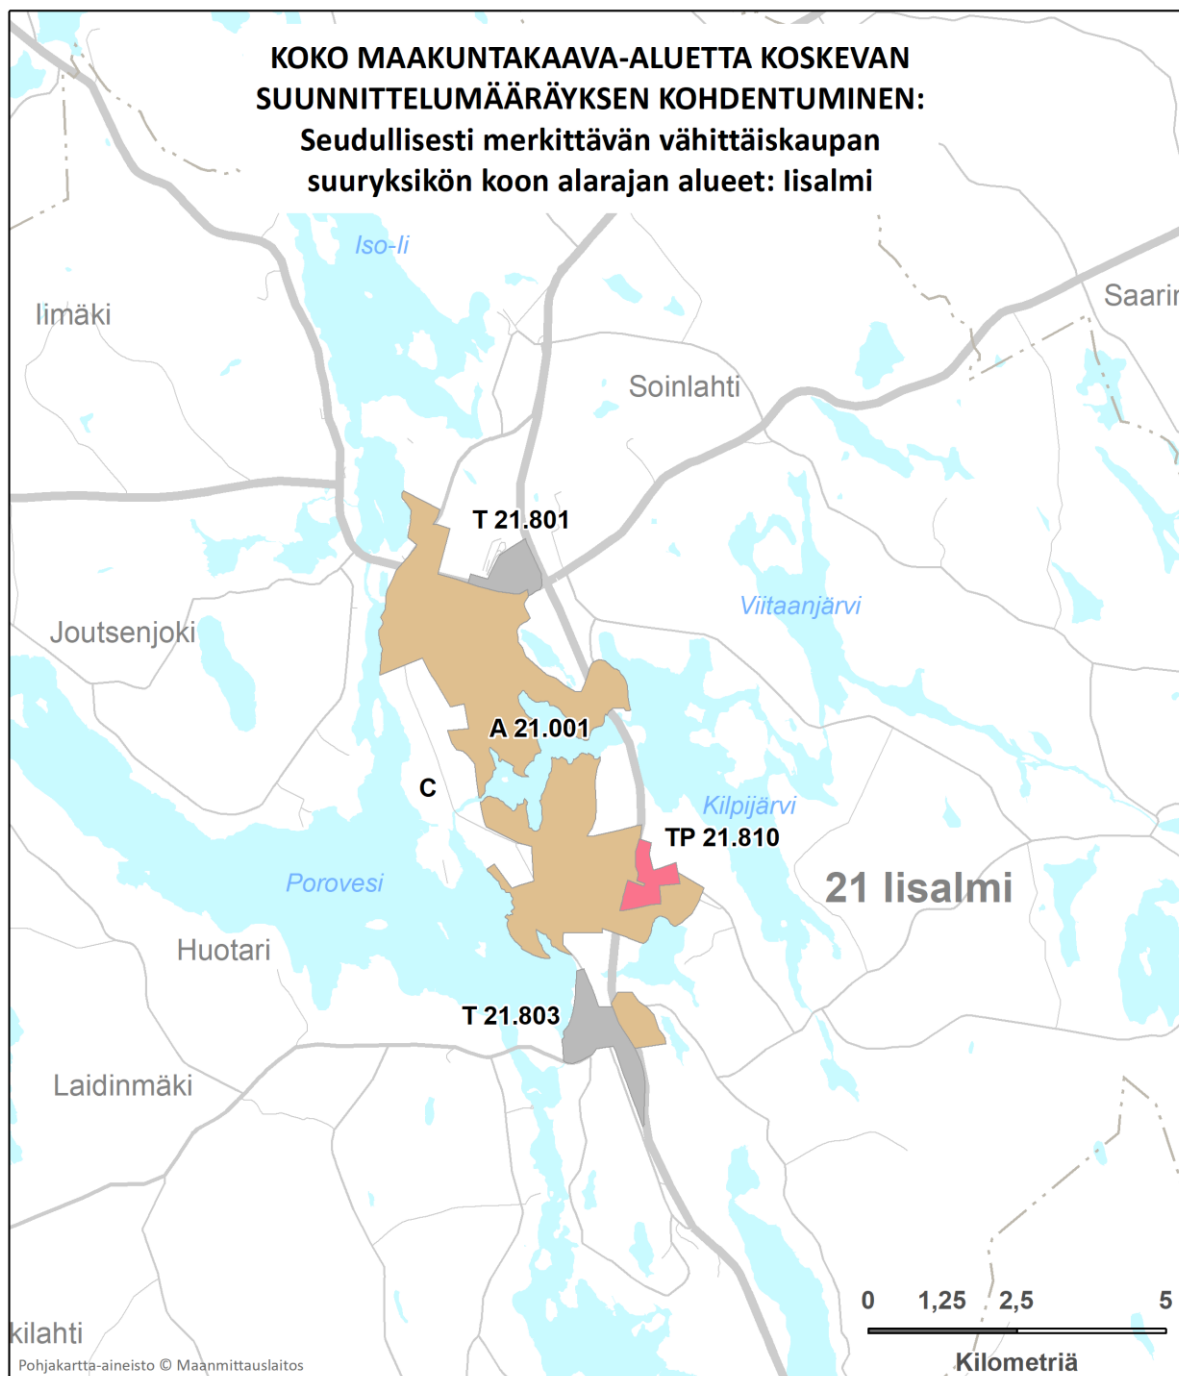 KOKO MAAKUNTAKAAVA-ALUETTA KOSKEVAN
SUUNNITTELUMÄÄRÄYKSEN KOHDENTUMINEN:
Seudullisesti merkittävän vähittäiskaupan
suuryksikön koon alarajan alueet: Iisalmi
Iso-Ii
Iimäki
Saarin
Soinlahti
T 21.801
Viitaanjärvi
Joutsenjoki
A 21.001
C
Kilpijärvi
TP 21.810
Porovesi
21 Iisalmi
Huotari
T 21.803
Laidinmäki
0 1,25 2,5 5
kilahti
Kilometriä
Pohjakartta-aineisto © Maanmittauslaitos